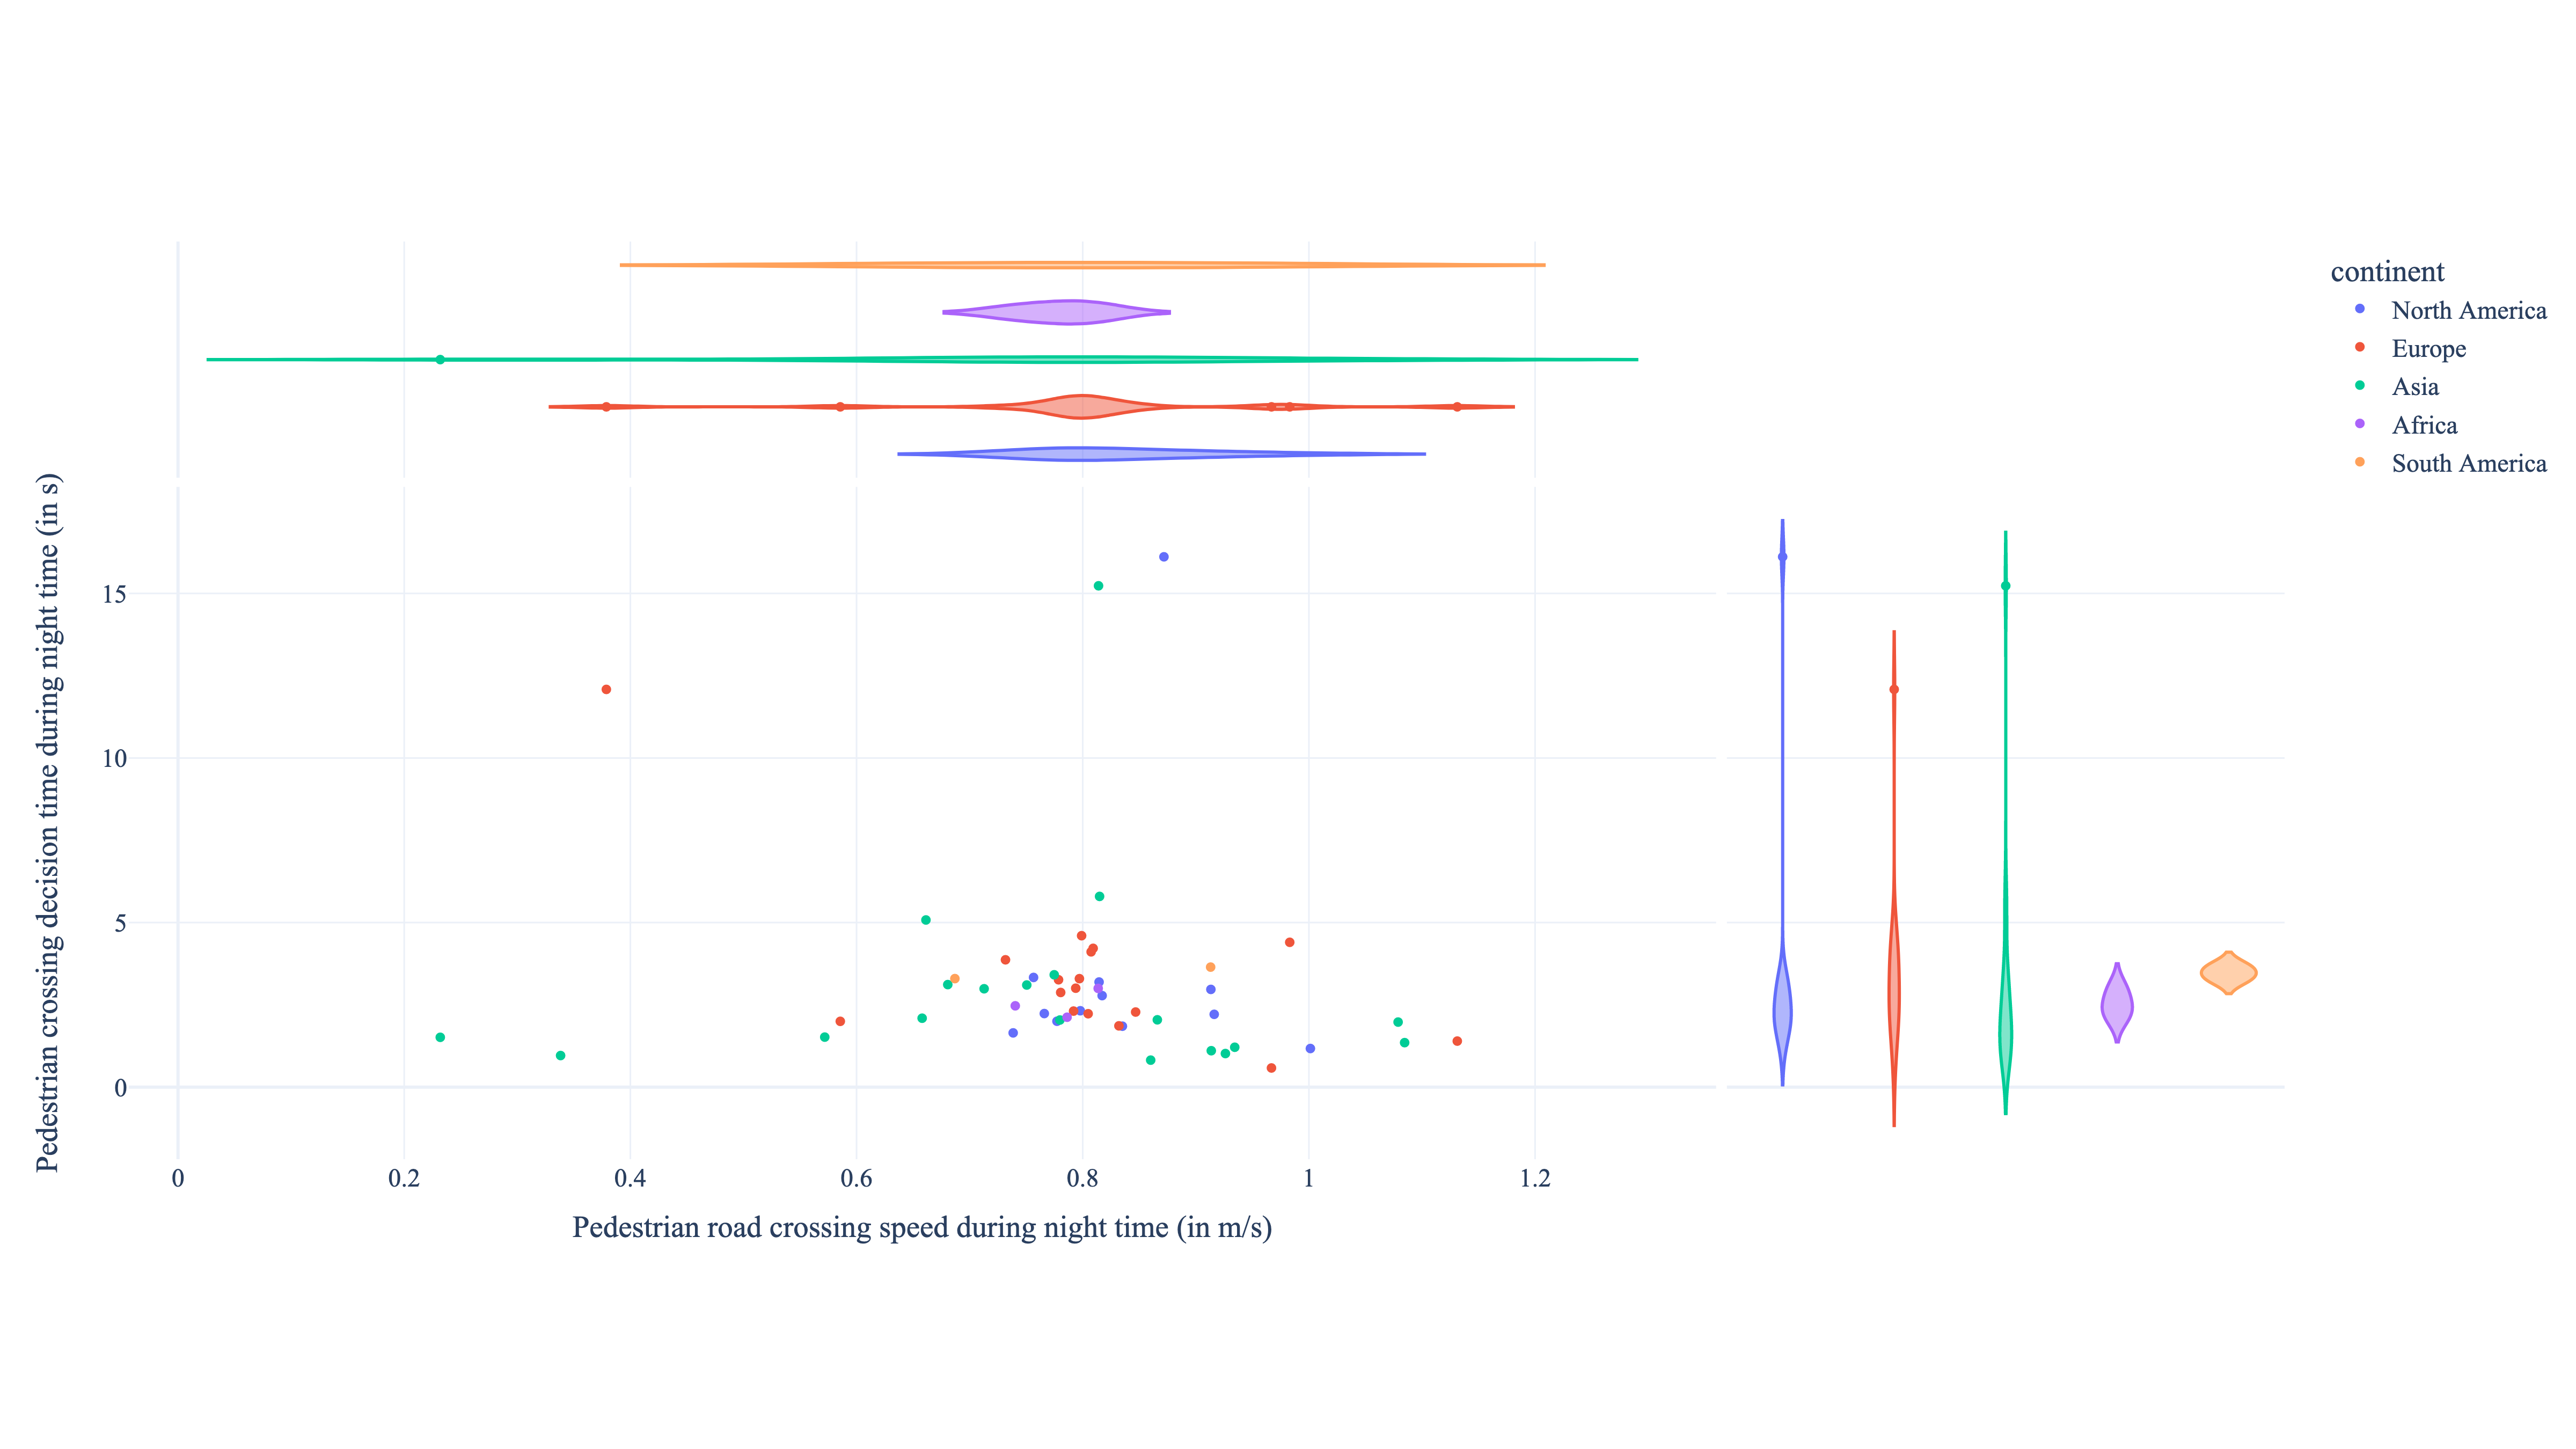 continent
North America
Europe
Asia
Africa
South America
Pedestrian crossing decision time during night time (in s)
15
10
5
0
0 0.2 0.4 0.6 0.8 1 1.2
Pedestrian road crossing speed during night time (in m/s)